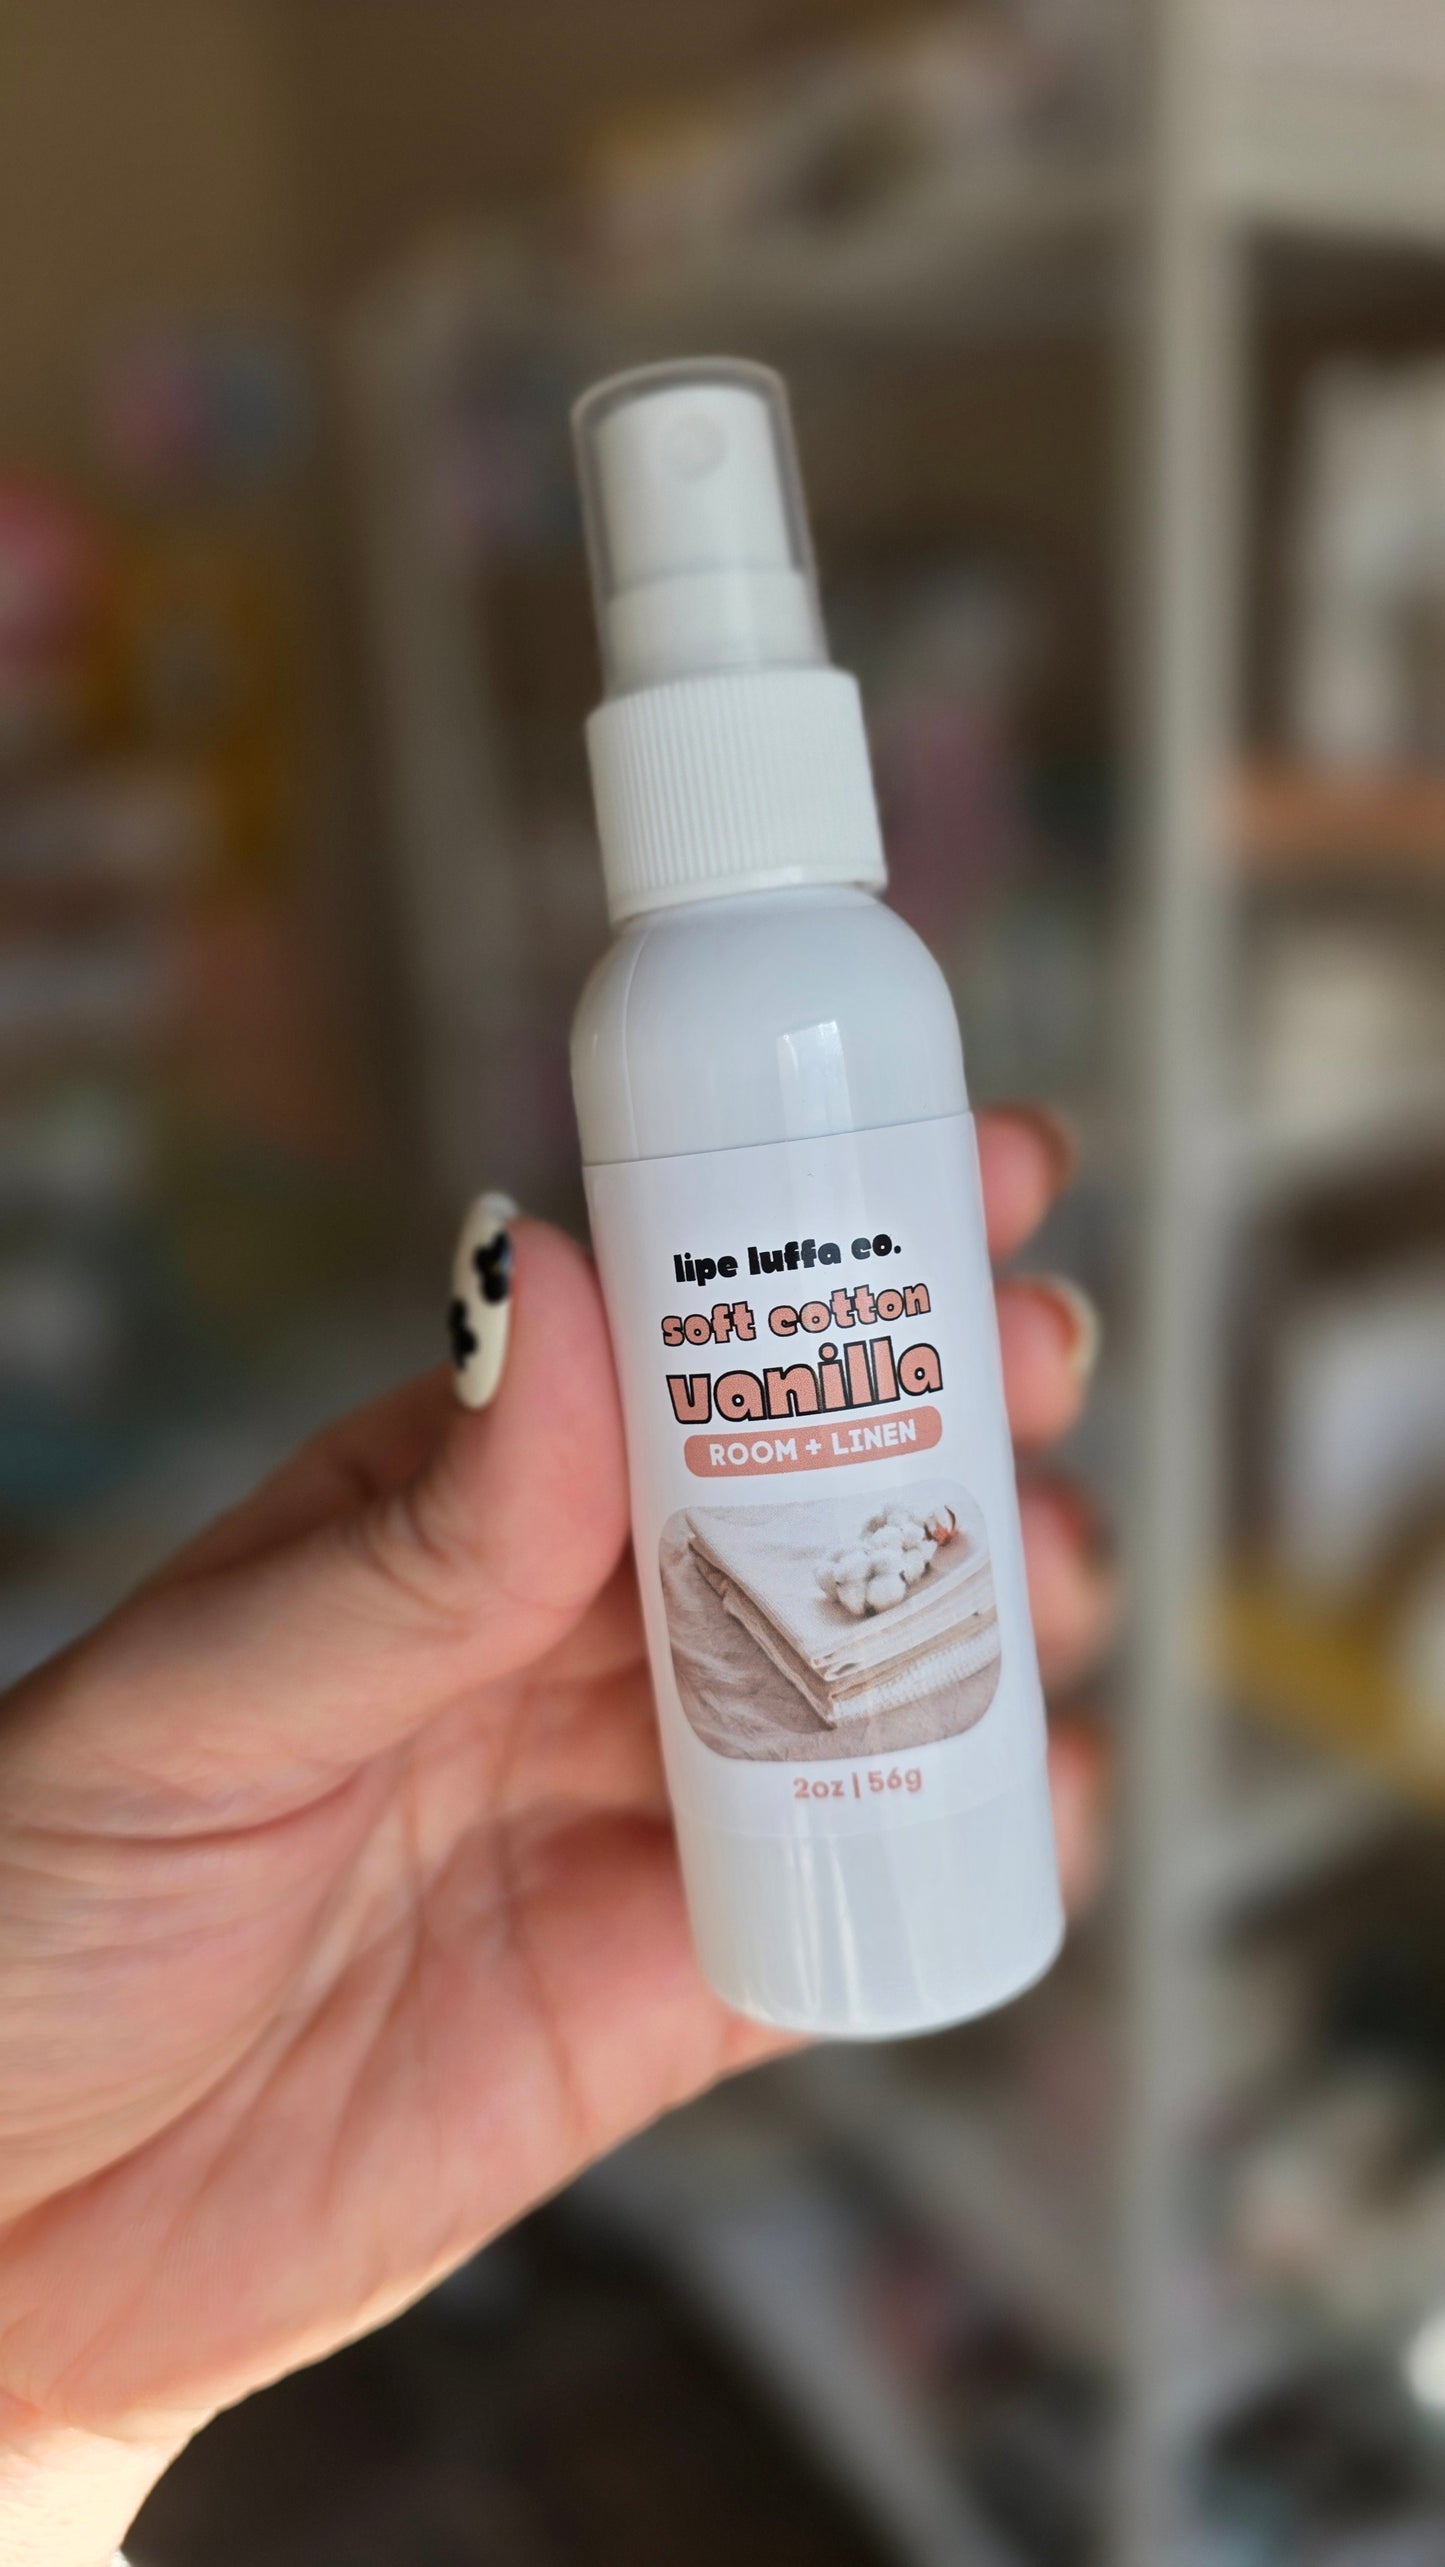 lipe luffa co.
soft cotton
vanilla
ROOM + LINEN
2oz | 56g